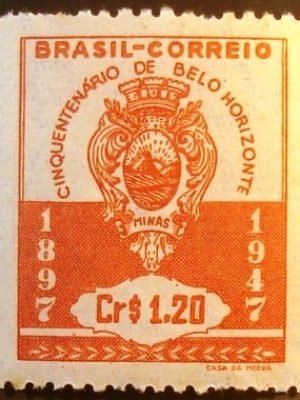 BRASIL-CORREIO
CINQUENTENÁRIO DE BELO HORIZONTE
MINAS
1897
1947
Cr$ 1.20
CASA DA MOEDA